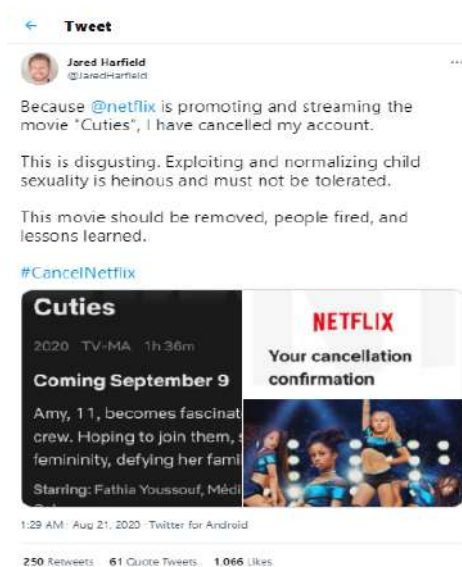 ← Tweet
Jared Harfield
@JaredHarfield
Because @netflix is promoting and streaming the
movie "Cuties", I have cancelled my account.
This is disgusting. Exploiting and normalizing child
sexuality is heinous and must not be tolerated.
This movie should be removed, people fired, and
lessons learned.
#CancelNetflix
Cuties
2020 TV-MA 1h 36m
Coming September 9
Amy, 11, becomes fascinat
crew. Hoping to join them, s
femininity, defying her fami
Starring: Fathia Youssouf, Médi
NETFLIX
Your cancellation
confirmation
1:29 AM · Aug 21, 2020 · Twitter for Android
250 Retweets 61 Quote Tweets 1,066 Likes